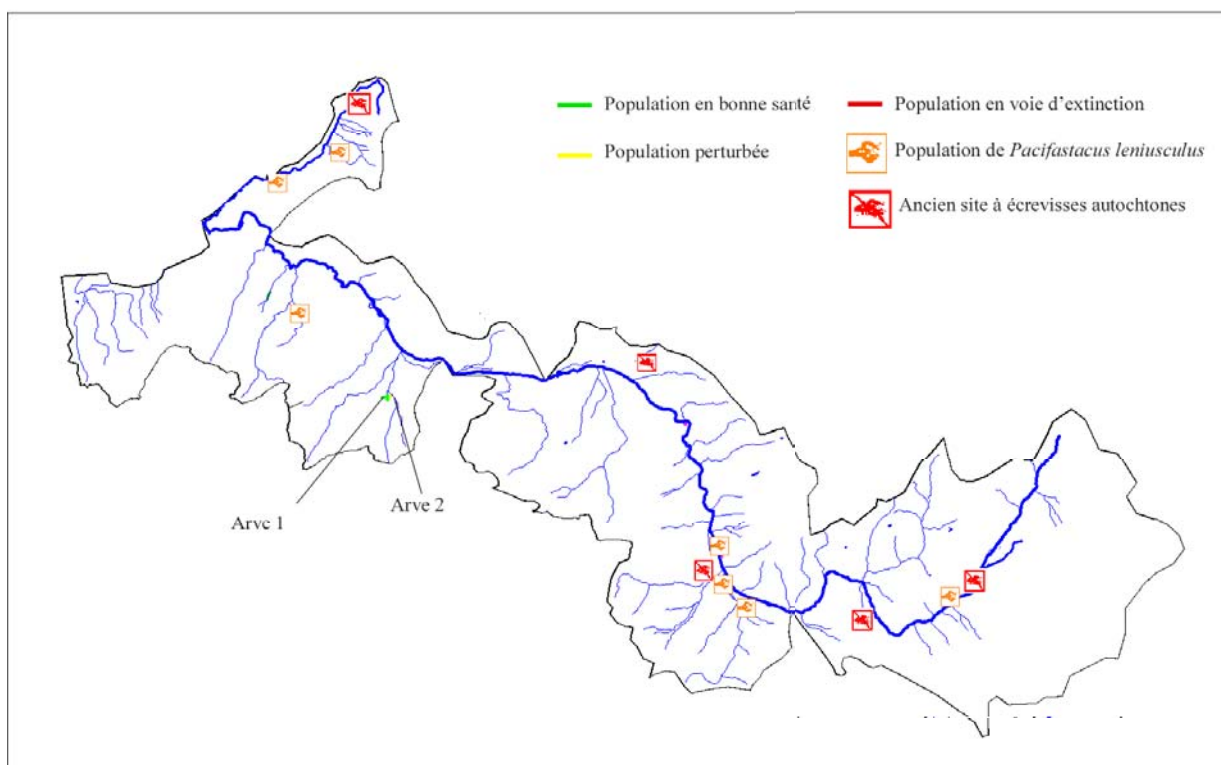 Population en bonne santé
Population en voie d'extinction
Population perturbée
Population de Pacifastacus leniusculus
Ancien site à écrevisses autochtones
Arve 1
Arve 2